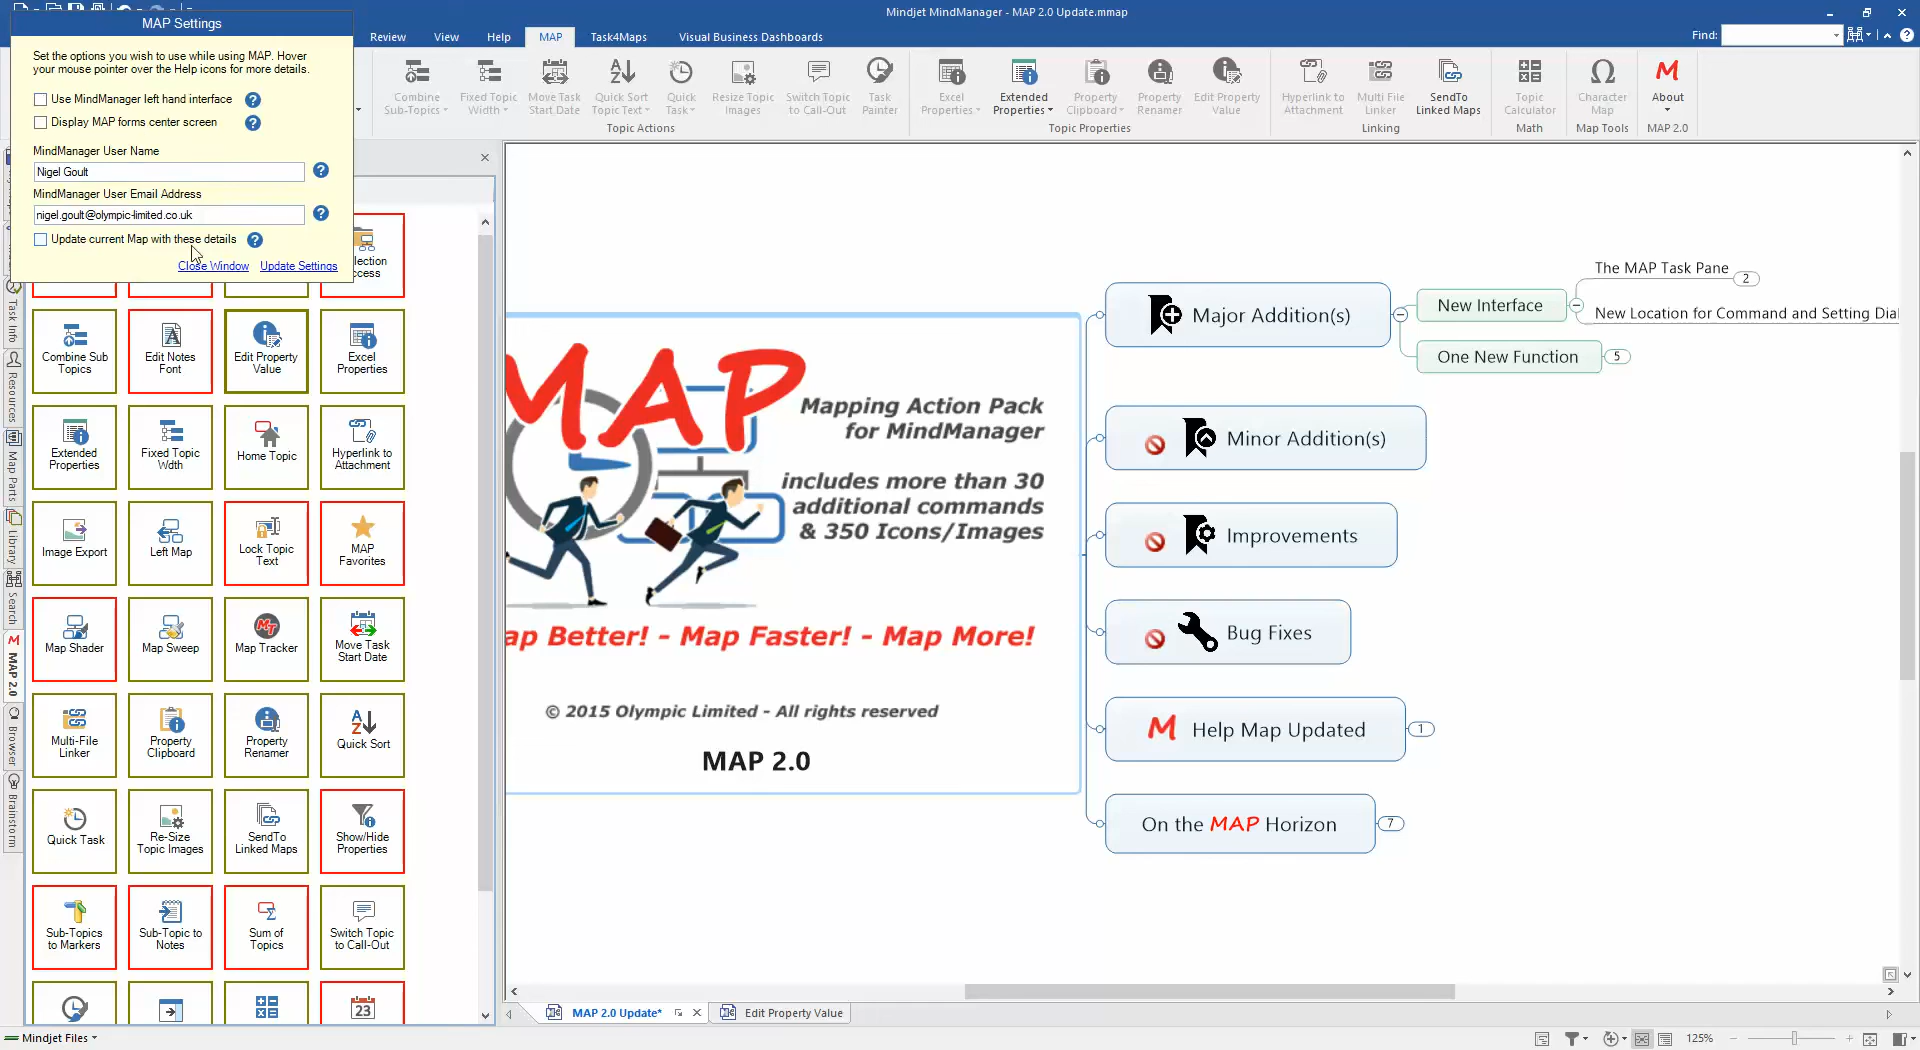 Mindjet MindManager - MAP 2.0 Update.mmap
MAP Settings
Set the options you wish to use while using MAP. Hover
your mouse pointer over the Help icons for more details.
Use MindManager left hand interface
Display MAP forms center screen
MindManager User Name
Nigel Goult
MindManager User Email Address
nigel.goult@olympic-limited.co.uk
Update current Map with these details
Close Window Update Settings
Review View Help MAP Task4Maps Visual Business Dashboards
Find:
Combine
Sub-Topics
Fixed Topic
Width
Move Task
Start Date
Quick Sort
Topic Text
Quick
Task
Resize Topic
Images
Switch Topic
to Call-Out
Task
Painter
Topic Actions
Excel
Properties
Extended
Properties
Property
Clipboard
Property
Renamer
Edit Property
Value
Topic Properties
Hyperlink to
Attachment
Multi File
Linker
SendTo
Linked Maps
Linking
Topic
Calculator
Math
Character
Map
Map Tools
About
MAP 2.0
Task Info
Resources
Map Parts
Library
Search
MAP 2.0
Browser
Brainstorm
Combine Sub
Topics
Edit Notes
Font
Edit Property
Value
Excel
Properties
Extended
Properties
Fixed Topic
Wdth
Home Topic
Hyperlink to
Attachment
Image Export
Left Map
Lock Topic
Text
MAP
Favorites
Map Shader
Map Sweep
Map Tracker
Move Task
Start Date
Multi-File
Linker
Property
Clipboard
Property
Renamer
Quick Sort
Quick Task
Re-Size
Topic Images
SendTo
Linked Maps
Show/Hide
Properties
Sub-Topics
to Markers
Sub-Topic to
Notes
Sum of
Topics
Switch Topic
to Call-Out
23
MAP
Mapping Action Pack
for MindManager
includes more than 30
additional commands
& 350 Icons/Images
ap Better! - Map Faster! - Map More!
© 2015 Olympic Limited - All rights reserved
MAP 2.0
Major Addition(s)
New Interface
The MAP Task Pane 2
New Location for Command and Setting Dial
One New Function 5
Minor Addition(s)
Improvements
Bug Fixes
Help Map Updated 1
On the MAP Horizon 7
MAP 2.0 Update* Edit Property Value
Mindjet Files
125%